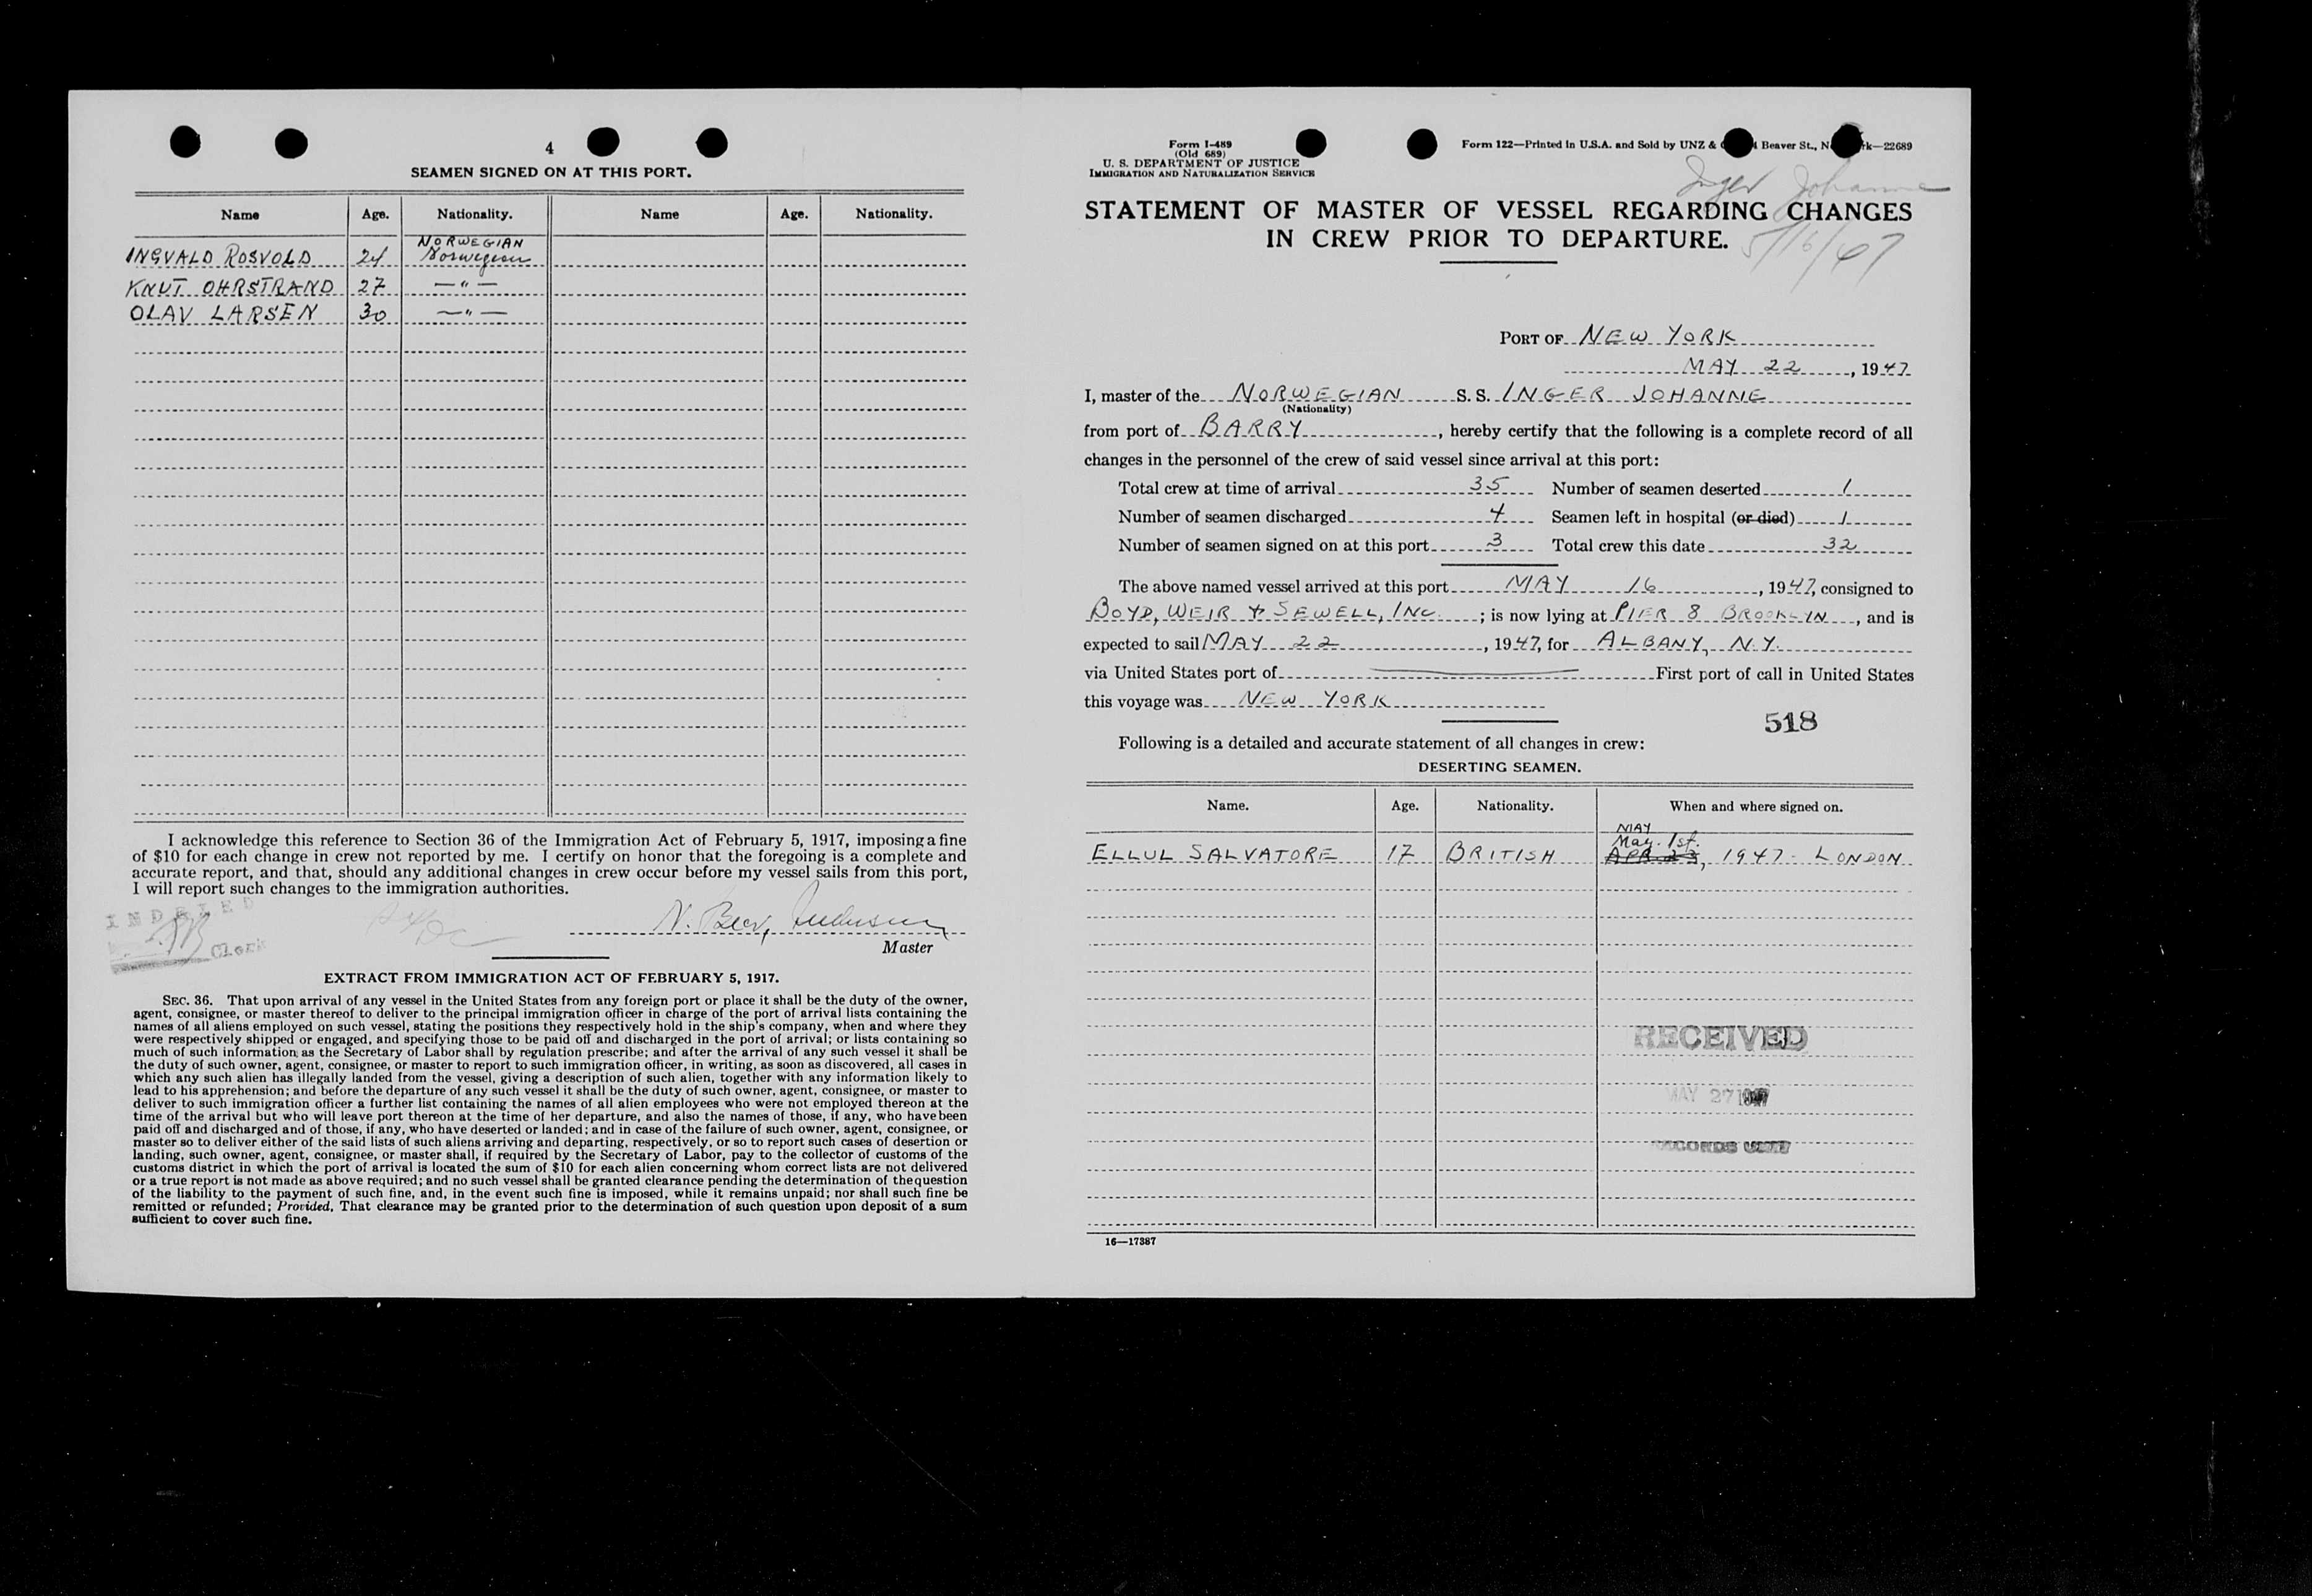 4
SEAMEN SIGNED ON AT THIS PORT.
Name Age. Nationality. Name Age. Nationality.
NORWEGIAN
INGVALD ROSVOLD 24 Norwegian
KNUT OHRSTRAND 27 —"—
OLAV LARSEN 30 —"—
I acknowledge this reference to Section 36 of the Immigration Act of February 5, 1917, imposing a fine
of $10 for each change in crew not reported by me. I certify on honor that the foregoing is a complete and
accurate report, and that, should any additional changes in crew occur before my vessel sails from this port,
I will report such changes to the immigration authorities.
Clerk
N.
Master
EXTRACT FROM IMMIGRATION ACT OF FEBRUARY 5, 1917.
SEC. 36. That upon arrival of any vessel in the United States from any foreign port or place it shall be the duty of the owner,
agent, consignee, or master thereof to deliver to the principal immigration officer in charge of the port of arrival lists containing the
names of all aliens employed on such vessel, stating the positions they respectively hold in the ship's company, when and where they
were respectively shipped or engaged, and specifying those to be paid off and discharged in the port of arrival; or lists containing so
much of such information as the Secretary of Labor shall by regulation prescribe; and after the arrival of any such vessel it shall be
the duty of such owner, agent, consignee, or master to report to such immigration officer, in writing, as soon as discovered, all cases in
which any such alien has illegally landed from the vessel, giving a description of such alien, together with any information likely to
lead to his apprehension; and before the departure of any such vessel it shall be the duty of such owner, agent, consignee, or master to
deliver to such immigration officer a further list containing the names of all alien employees who were not employed thereon at the
time of the arrival but who will leave port thereon at the time of her departure, and also the names of those, if any, who have been
paid off and discharged and of those, if any, who have deserted or landed; and in case of the failure of such owner, agent, consignee, or
master so to deliver either of the said lists of such aliens arriving and departing, respectively, or so to report such cases of desertion or
landing, such owner, agent, consignee, or master shall, if required by the Secretary of Labor, pay to the collector of customs of the
customs district in which the port of arrival is located the sum of $10 for each alien concerning whom correct lists are not delivered
or a true report is not made as above required; and no such vessel shall be granted clearance pending the determination of the question
of the liability to the payment of such fine, and, in the event such fine is imposed, while it remains unpaid; nor shall such fine be
remitted or refunded; Provided, That clearance may be granted prior to the determination of such question upon deposit of a sum
sufficient to cover such fine.
Form I-489
(Old 689)
U. S. DEPARTMENT OF JUSTICE
IMMIGRATION AND NATURALIZATION SERVICE
Form 122—Printed in U.S.A. and Sold by UNZ & Beaver St., —22689
Inger Johanne
STATEMENT OF MASTER OF VESSEL REGARDING CHANGES
IN CREW PRIOR TO DEPARTURE.
5/16/47
PORT OF NEW YORK
MAY 22, 1947
I, master of the NORWEGIAN S. S. INGER JOHANNE
(Nationality)
from port of BARRY, hereby certify that the following is a complete record of all
changes in the personnel of the crew of said vessel since arrival at this port:
Total crew at time of arrival 35 Number of seamen deserted 1
Number of seamen discharged 4 Seamen left in hospital (or died) 1
Number of seamen signed on at this port 3 Total crew this date 32
The above named vessel arrived at this port MAY 16, 1947, consigned to
BOYD, WEIR & SEWELL, INC.; is now lying at PIER 8 BROOKLYN, and is
expected to sail MAY 22, 1947, for ALBANY, N.Y.
via United States port of First port of call in United States
this voyage was NEW YORK
518
Following is a detailed and accurate statement of all changes in crew:
DESERTING SEAMEN.
Name. Age. Nationality. When and where signed on.
MAY
May. 1st.
ELLUL SALVATORE 17 BRITISH APR 23, 1947 - LONDON
RECEIVED
MAY 27 1947
RECORDS UNIT
16—17387